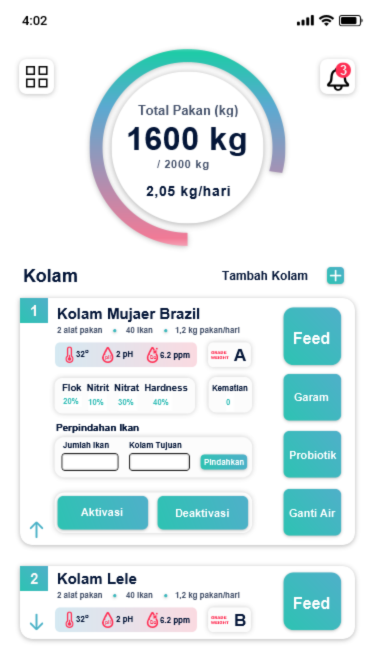 4:02
3
Total Pakan (kg)
1600 kg
/ 2000 kg
2,05 kg/hari
Kolam
Tambah Kolam
1
Kolam Mujaer Brazil
2 alat pakan • 40 Ikan • 1,2 kg pakan/hari
32° 2 pH 6.2 ppm A
Feed
Flok Nitrit Nitrat Hardness
20% 10% 30% 40%
Kematian
0
Garam
Perpindahan Ikan
Jumlah Ikan Kolam Tujuan
Pindahkan
Probiotik
Aktivasi Deaktivasi
Ganti Air
2
Kolam Lele
2 alat pakan • 40 Ikan • 1,2 kg pakan/hari
32° 2 pH 6.2 ppm B
Feed